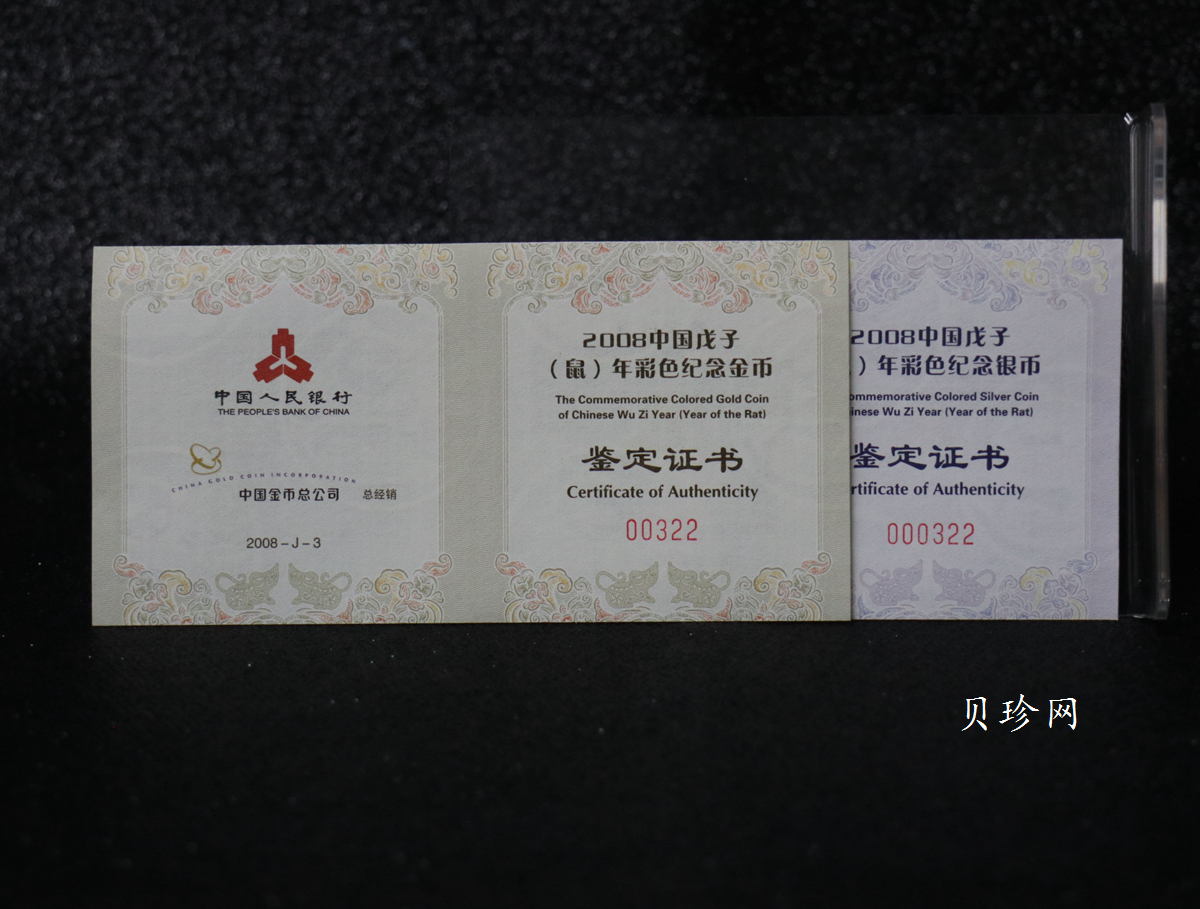 中国人民银行
THE PEOPLE'S BANK OF CHINA
CHINA GOLD COIN INCORPORATION
中国金币总公司 总经销
2008-J-3
2008中国戊子
（鼠）年彩色纪念金币
The Commemorative Colored Gold Coin
of Chinese Wu Zi Year (Year of the Rat)
鉴定证书
Certificate of Authenticity
00322
2008中国戊子
）年彩色纪念银币
ommemorative Colored Silver Coin
inese Wu Zi Year (Year of the Rat)
鉴定证书
rtificate of Authenticity
000322
贝珍网